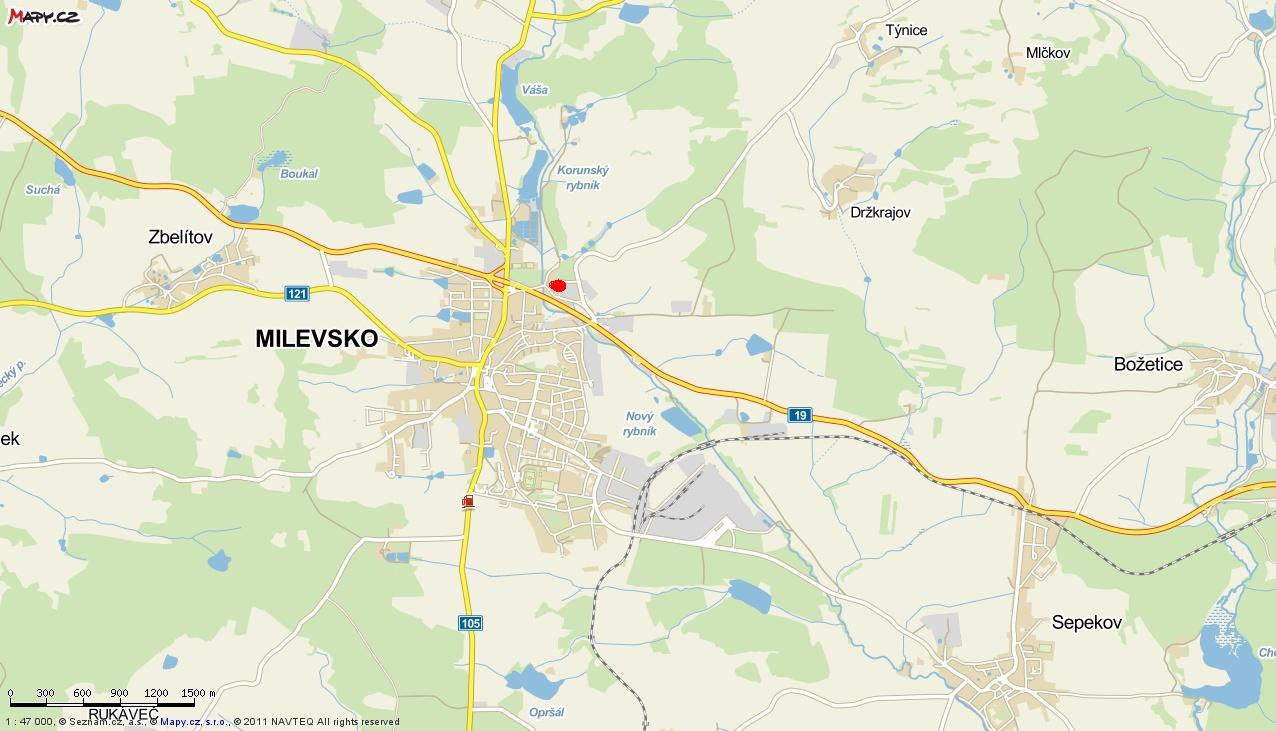 Mapy.cz
Týnice
Mlčkov
Váša
Korunský
rybník
Boukal
Suchá
Držkrajov
Zbelítov
121
MILEVSKO
Božetice
19
Nový
rybník
ek
105
Sepekov
Opršál
0 300 600 900 1200 1500 m
RUKAVEČ
1 : 47 000, © Seznam.cz, a.s., © Mapy.cz, s.r.o., © 2011 NAVTEQ All rights reserved